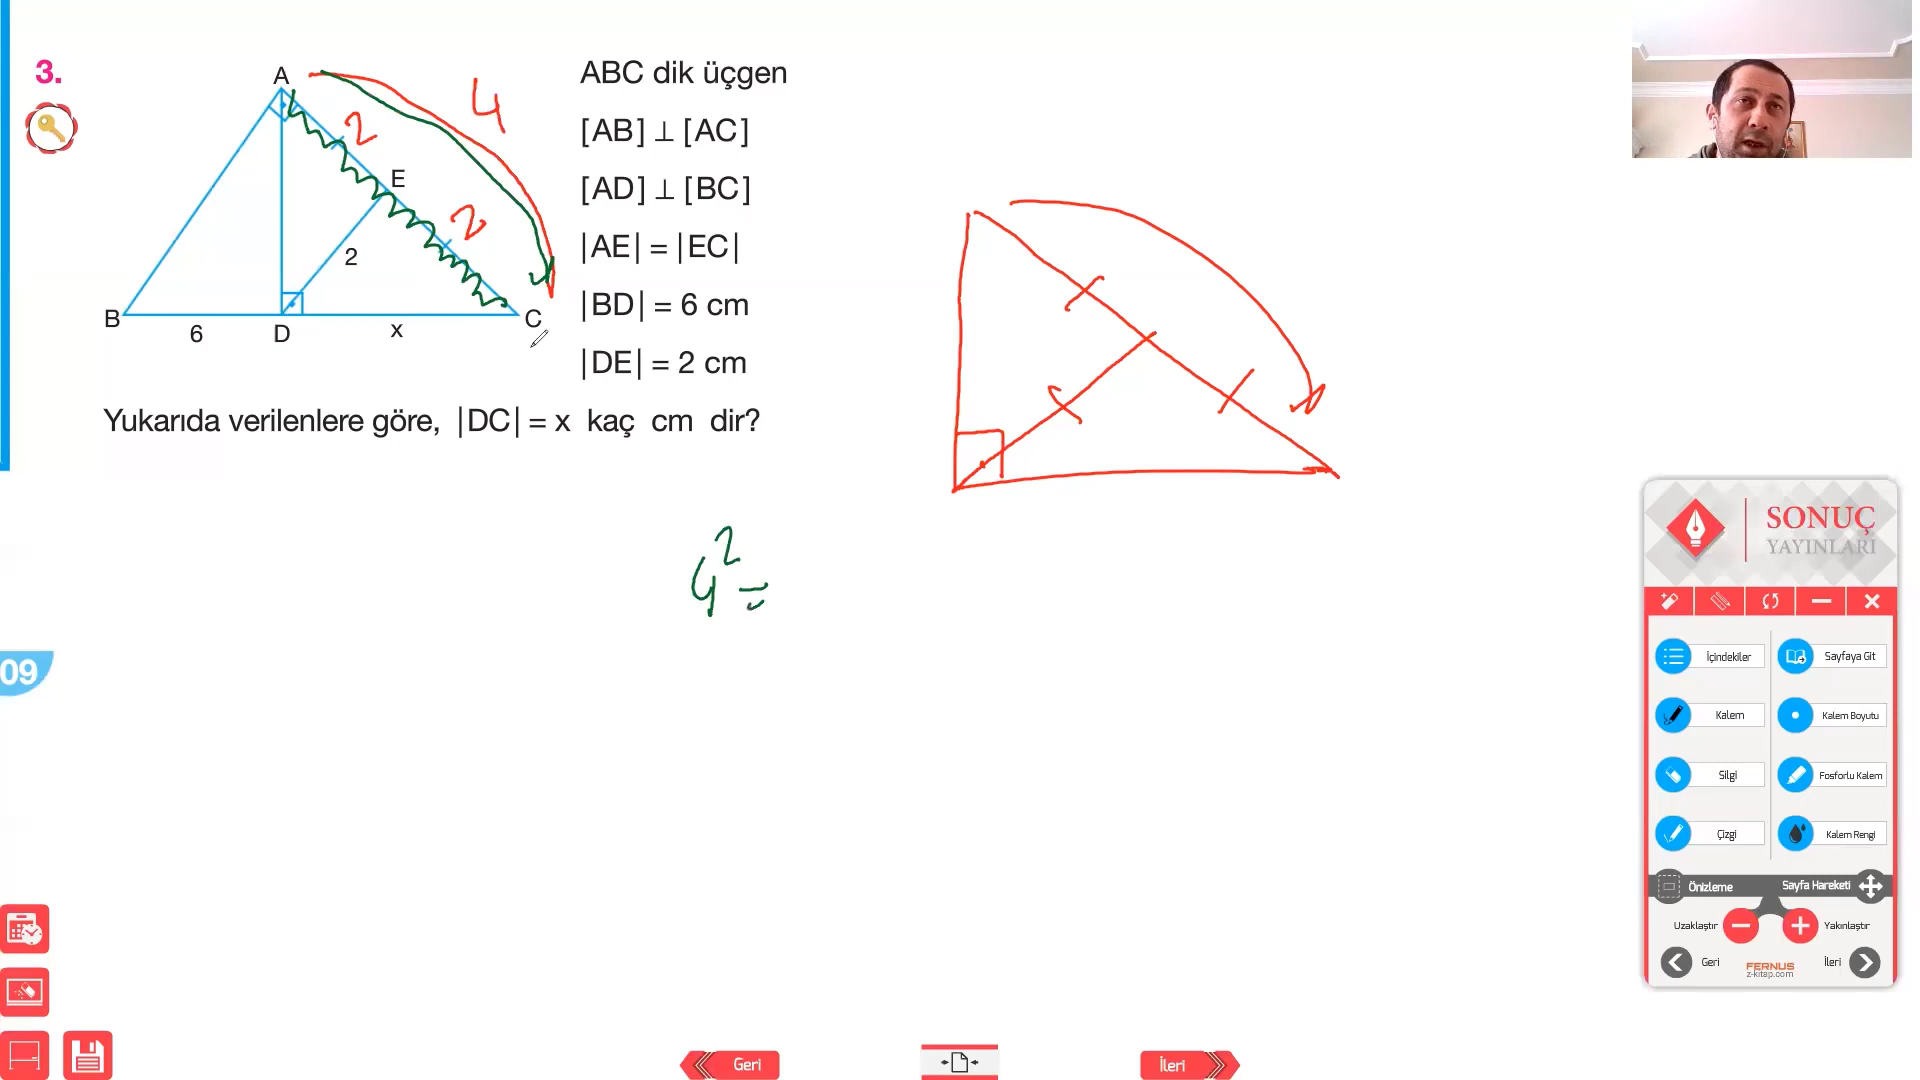 3.
A
4
2
E
2
2
B
6
D
x
C
ABC dik üçgen
[AB] ⊥ [AC]
[AD] ⊥ [BC]
|AE| = |EC|
|BD| = 6 cm
|DE| = 2 cm
Yukarıda verilenlere göre, |DC| = x kaç cm dir?
4² =
09
SONUÇ
YAYINLARI
İçindekiler
Sayfaya Git
Kalem
Kalem Boyutu
Silgi
Fosforlu Kalem
Çizgi
Kalem Rengi
Önizleme
Sayfa Hareketi
Uzaklaştır
Yakınlaştır
Geri
FERNUS
z-kitap.com
İleri
Geri
İleri